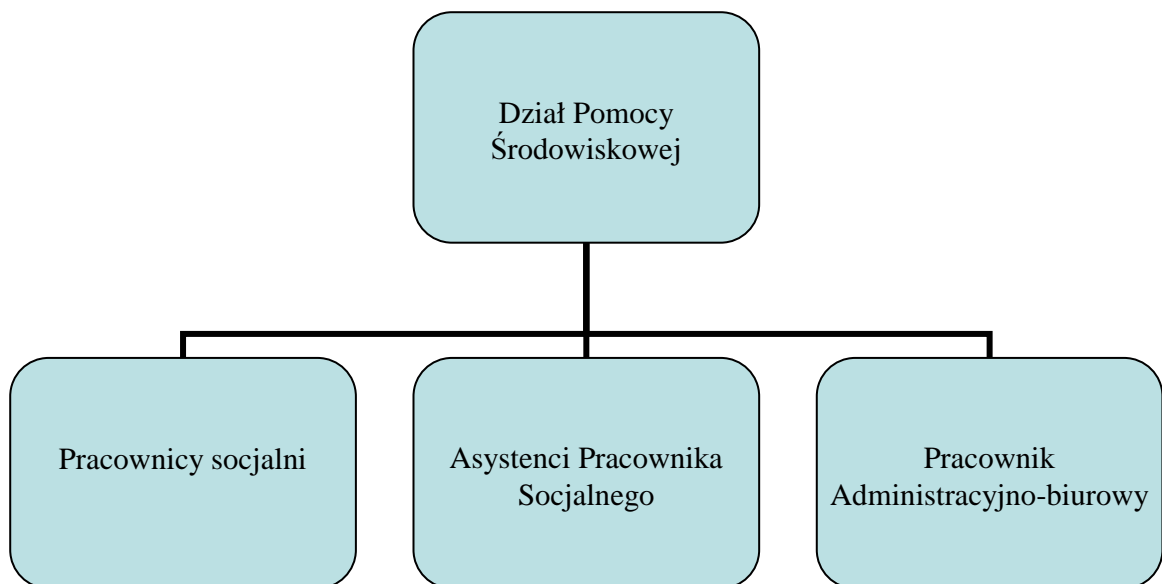 Dział Pomocy
Środowiskowej
Pracownicy socjalni
Asystenci Pracownika
Socjalnego
Pracownik
Administracyjno-biurowy